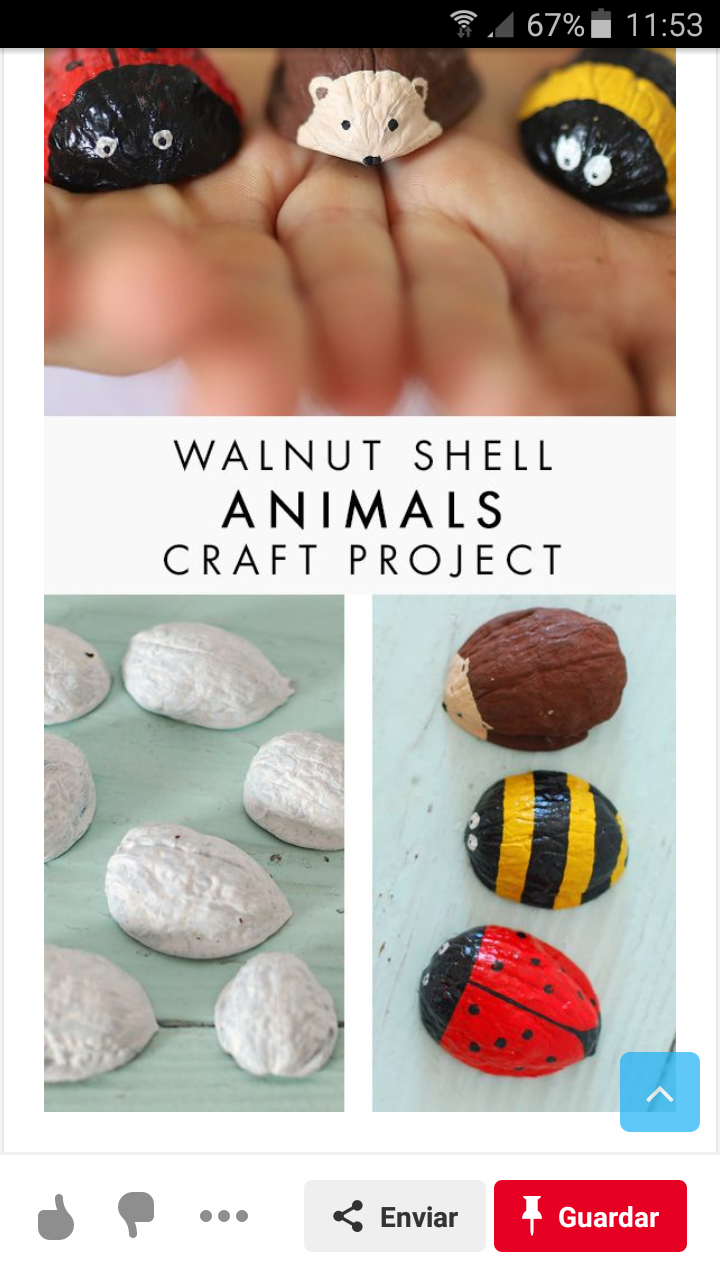 67% 11:53
WALNUT SHELL
ANIMALS
CRAFT PROJECT
Enviar Guardar